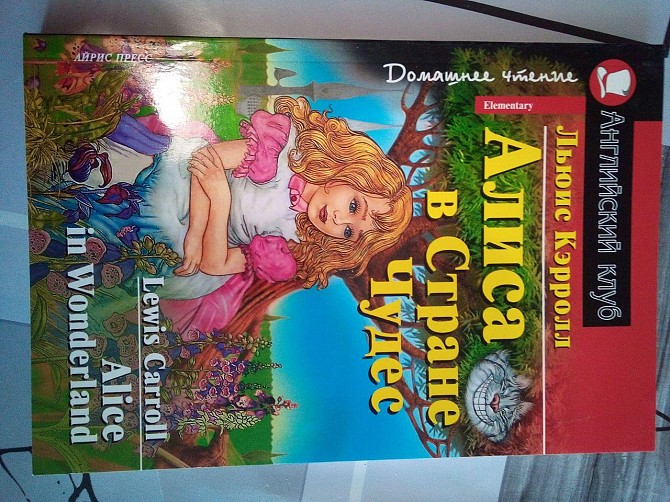 Английский клуб
Домашнее чтение
Elementary
Льюис Кэрролл
Алиса
в Стране
Чудес
Lewis Carroll
Alice
in Wonderland
АЙРИС ПРЕСС